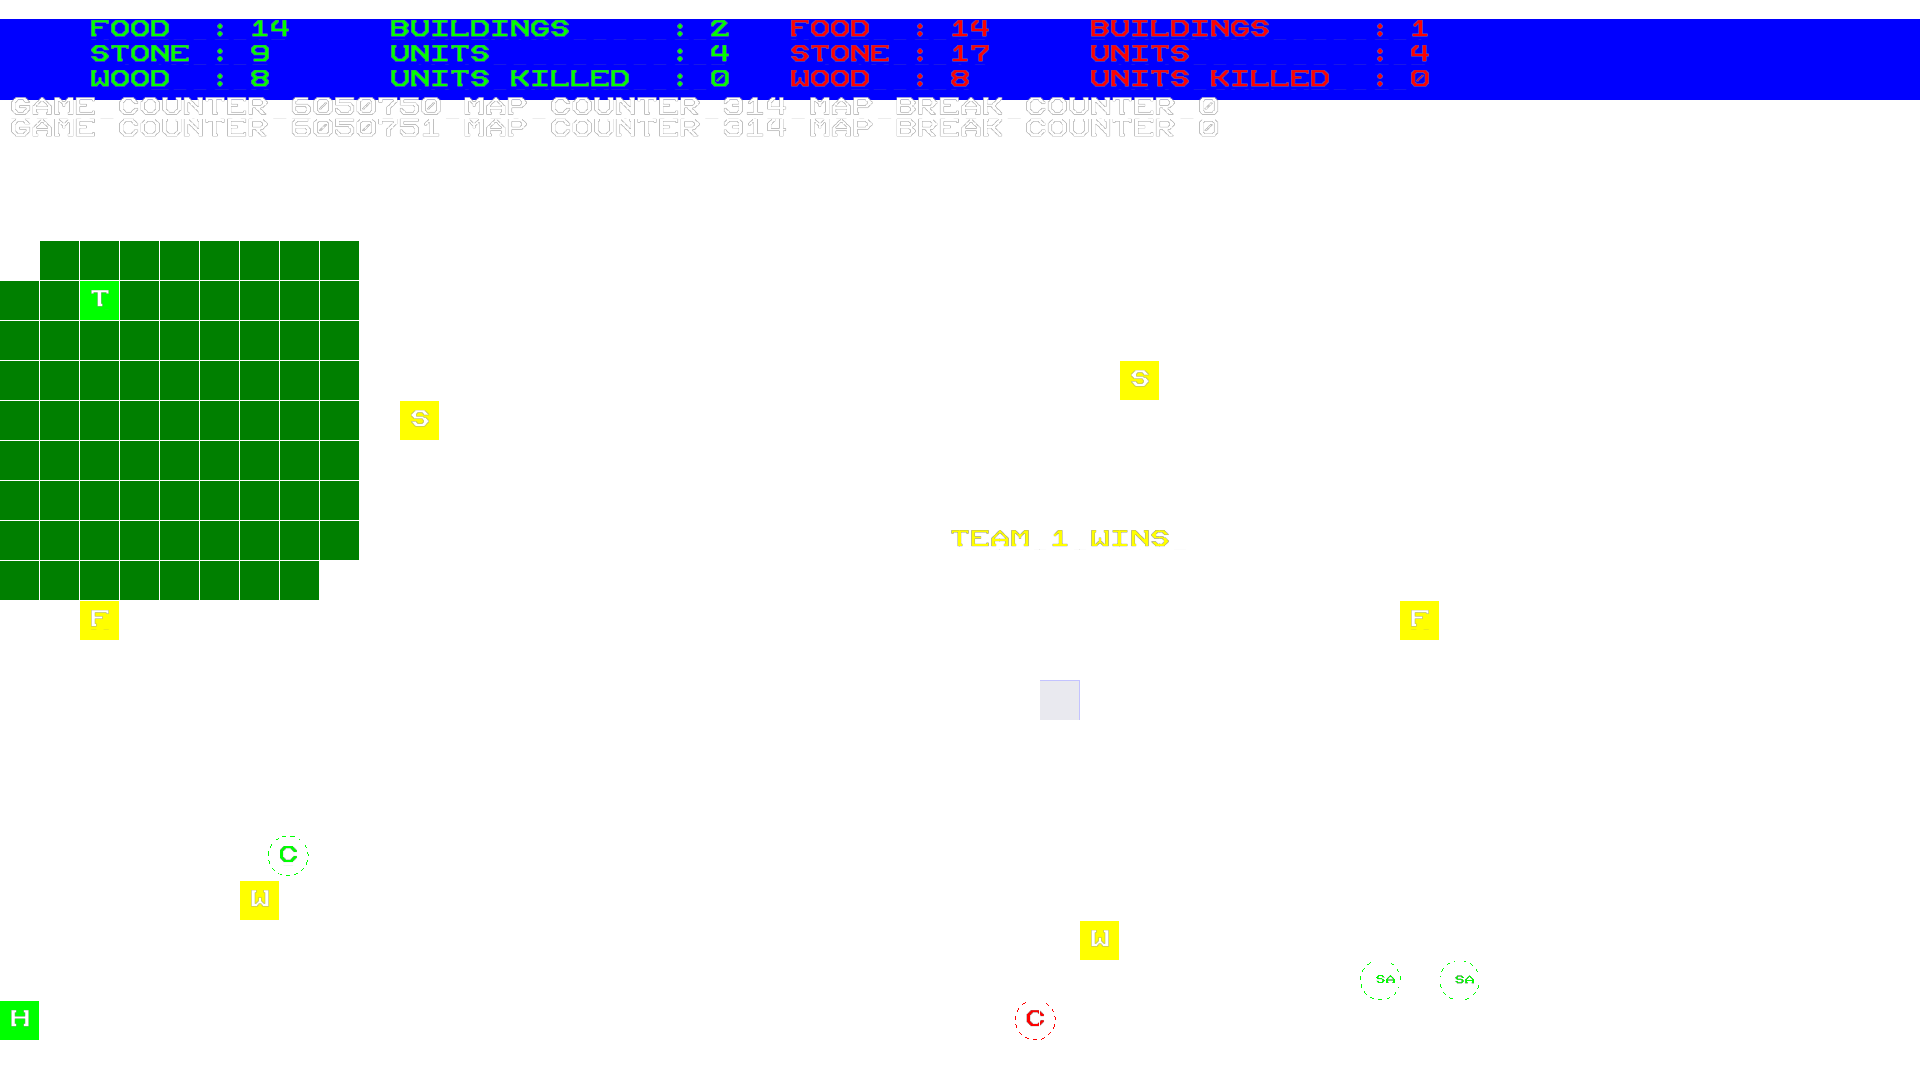 FOOD : 14 BUILDINGS : 2 FOOD : 14 BUILDINGS : 1
STONE : 9 UNITS : 4 STONE : 17 UNITS : 4
WOOD : 8 UNITS KILLED : 0 WOOD : 8 UNITS KILLED : 0
GAME COUNTER 6050750 MAP COUNTER 314 MAP BREAK COUNTER 0
GAME COUNTER 6050751 MAP COUNTER 314 MAP BREAK COUNTER 0
T
S
S
TEAM 1 WINS
F F
C
W
W
SA SA
H C